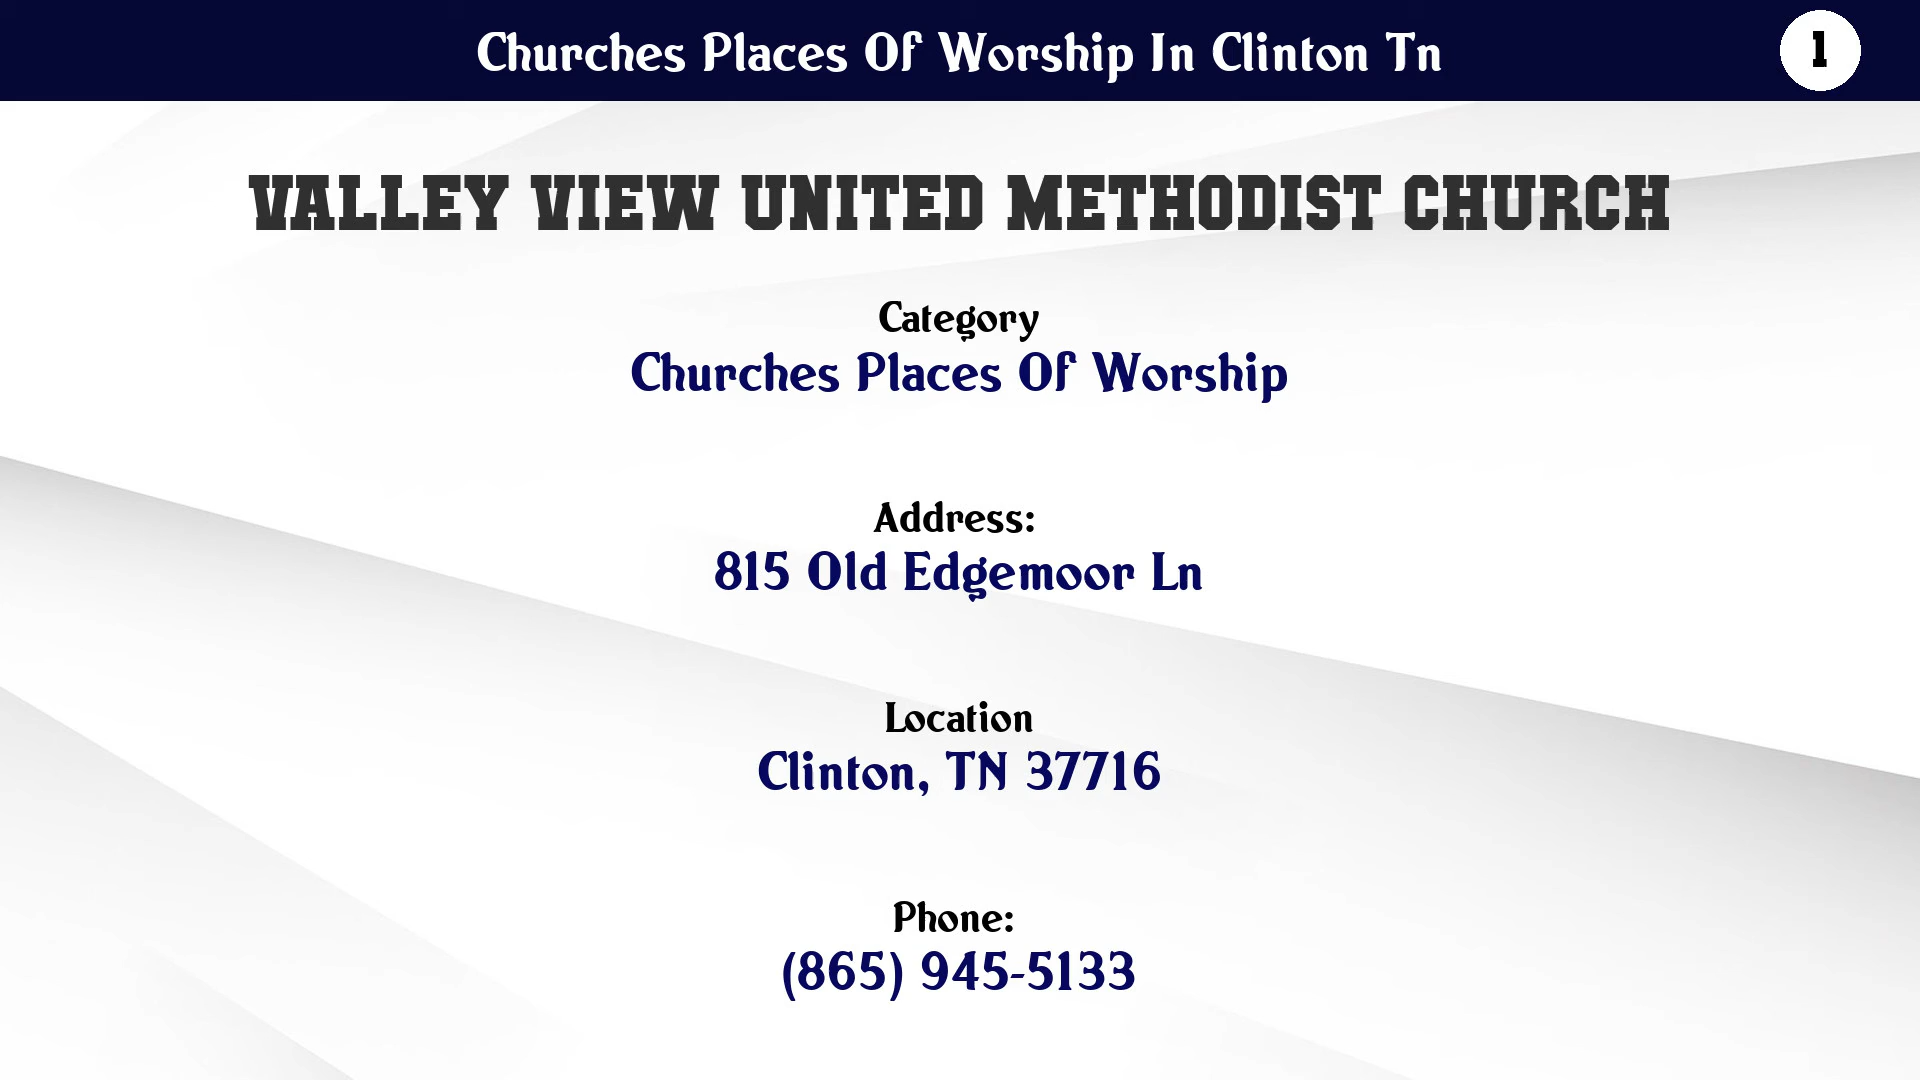 Churches Places Of Worship In Clinton Tn
1
VALLEY VIEW UNITED METHODIST CHURCH
Category
Churches Places Of Worship
Address:
815 Old Edgemoor Ln
Location
Clinton, TN 37716
Phone:
(865) 945-5133